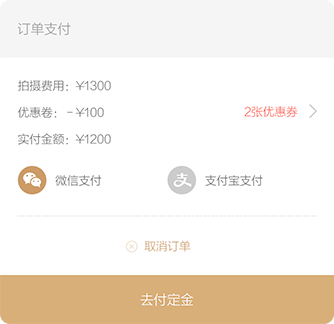 订单支付
拍摄费用：¥1300
优惠卷：-¥100 2张优惠券
实付金额：¥1200
微信支付 支付宝支付
取消订单
去付定金